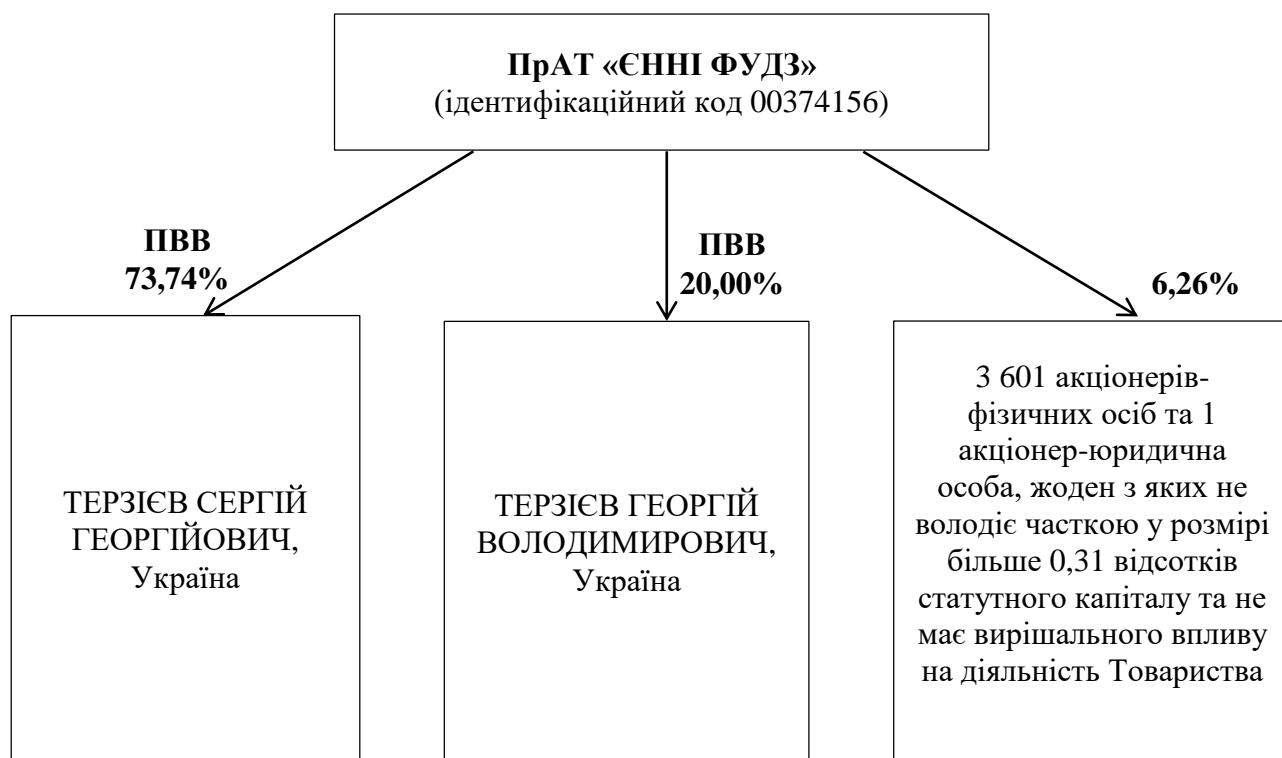 ПрАТ «ЄННІ ФУДЗ»
(ідентифікаційний код 00374156)
ПВВ
73,74%
ПВВ
20,00%
6,26%
ТЕРЗІЄВ СЕРГІЙ
ГЕОРГІЙОВИЧ,
Україна
ТЕРЗІЄВ ГЕОРГІЙ
ВОЛОДИМИРОВИЧ,
Україна
3 601 акціонерів-
фізичних осіб та 1
акціонер-юридична
особа, жоден з яких не
володіє часткою у розмірі
більше 0,31 відсотків
статутного капіталу та не
має вирішального впливу
на діяльність Товариства